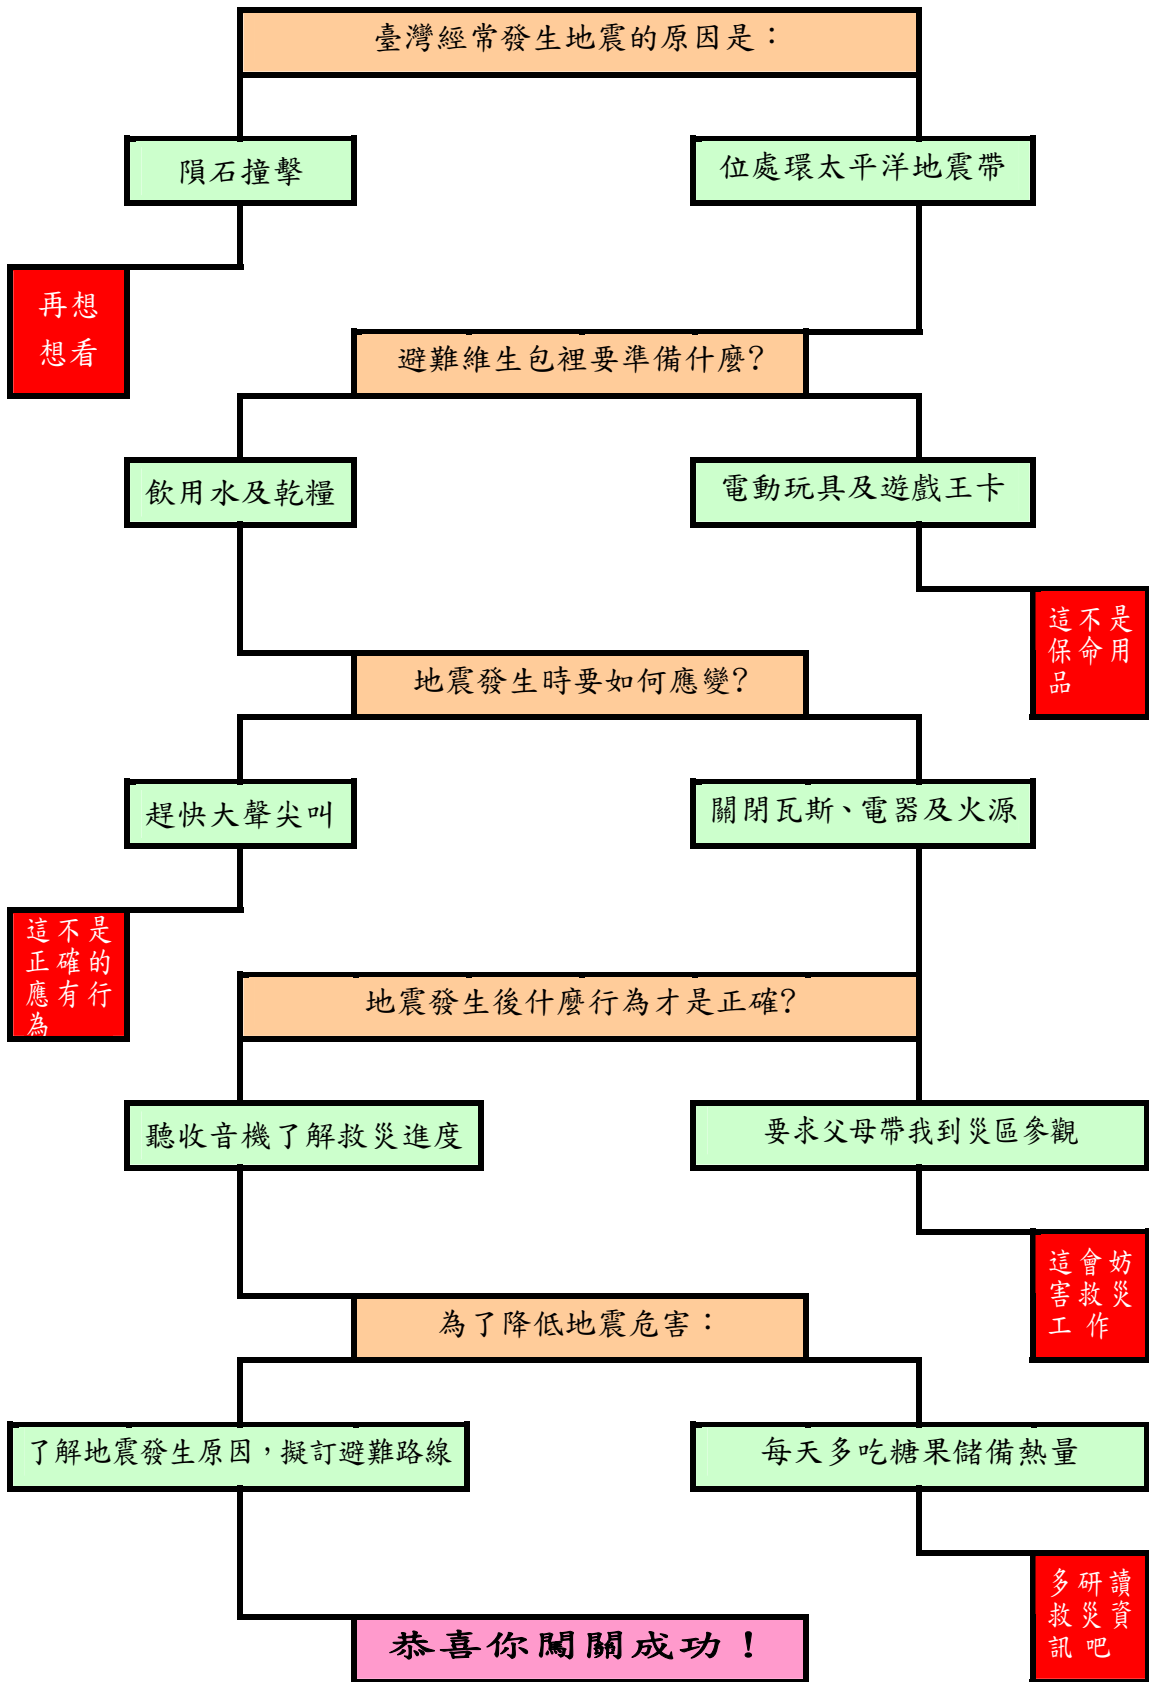 臺灣經常發生地震的原因是：
隕石撞擊
位處環太平洋地震帶
再想
想看
避難維生包裡要準備什麼?
飲用水及乾糧
電動玩具及遊戲王卡
這不是
保命用
品
地震發生時要如何應變?
趕快大聲尖叫
關閉瓦斯、電器及火源
這不是
正確的
應有行
為
地震發生後什麼行為才是正確?
聽收音機了解救災進度
要求父母帶我到災區參觀
這會妨
害救災
工作
為了降低地震危害：
了解地震發生原因，擬訂避難路線
每天多吃糖果儲備熱量
多研讀
救災資
訊吧
恭喜你闖關成功！